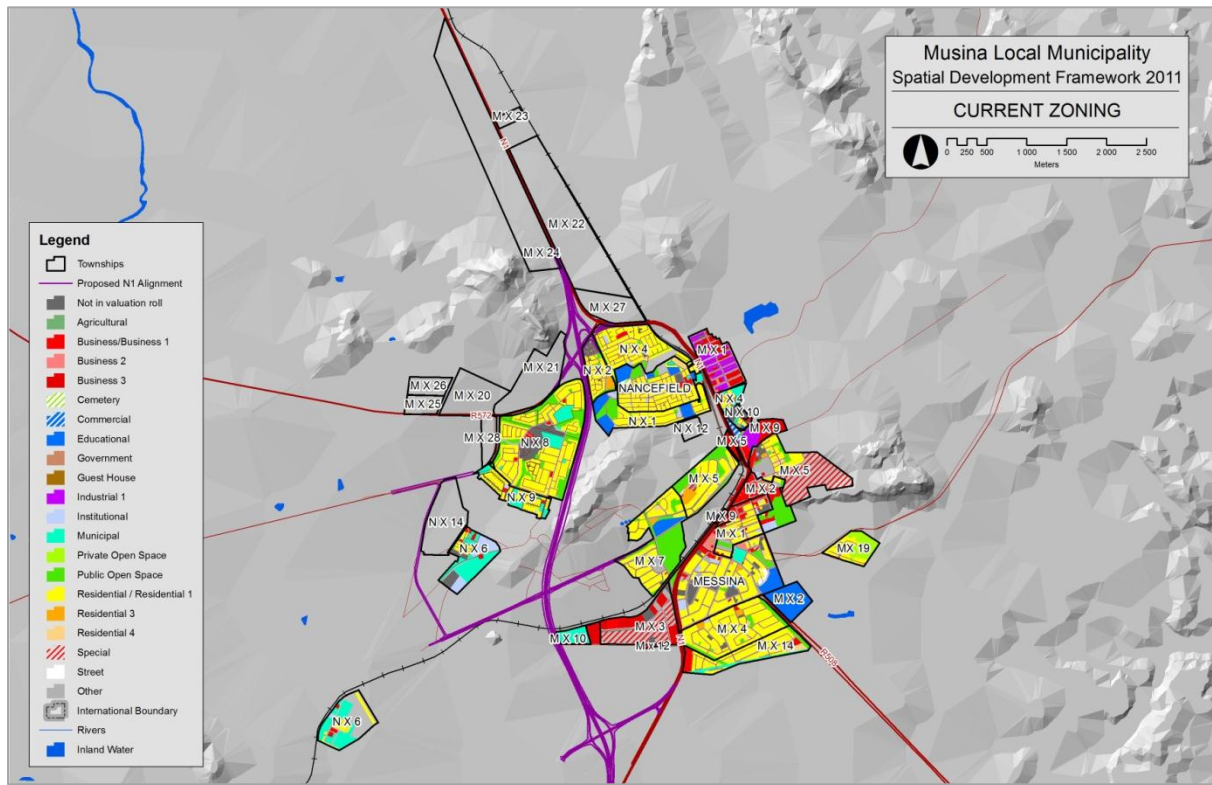 Musina Local Municipality
Spatial Development Framework 2011
CURRENT ZONING
0 250 500 1 000 1 500 2 000 2 500
Meters
Legend
Townships
Proposed N1 Alignment
Not in valuation roll
Agricultural
Business/Business 1
Business 2
Business 3
Cemetery
Commercial
Educational
Government
Guest House
Industrial 1
Institutional
Municipal
Private Open Space
Public Open Space
Residential / Residential 1
Residential 3
Residential 4
Special
Street
Other
International Boundary
Rivers
Inland Water
M X 23
N1
M X 22
M X 24
M X 27
M X 21
N X 4
M X 1
N X 2
M X 26
M X 20
NANCEFIELD
M X 25
N X 4
R572
N X 10
N X 1
M X 28
N X 12
M X 9
N X 8
M X 5
M X 5
M X 5
M X 2
N X 9
M X 9
N X 14
M X 1
N X 6
MX 19
M X 7
MESSINA
M X 2
M X 3
M X 10
M X 4
M X 12
N1
M X 14
R508
N X 6